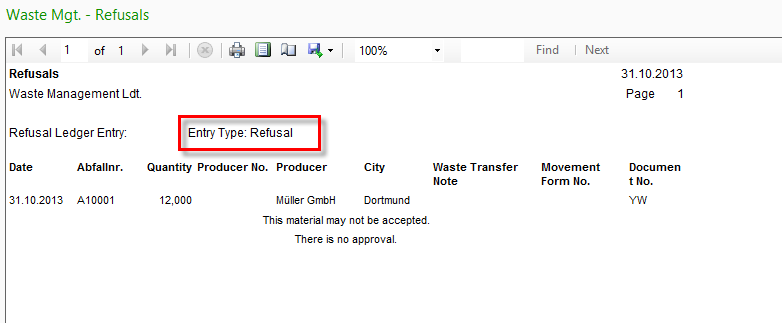 Waste Mgt. - Refusals
1 of 1 100% Find Next
Refusals 31.10.2013
Waste Management Ldt. Page 1
Refusal Ledger Entry: Entry Type: Refusal
Date Abfallnr. Quantity Producer No. Producer City Waste Transfer Note Movement Form No. Documen t No.
31.10.2013 A10001 12,000 Müller GmbH Dortmund YW
This material may not be accepted.
There is no approval.